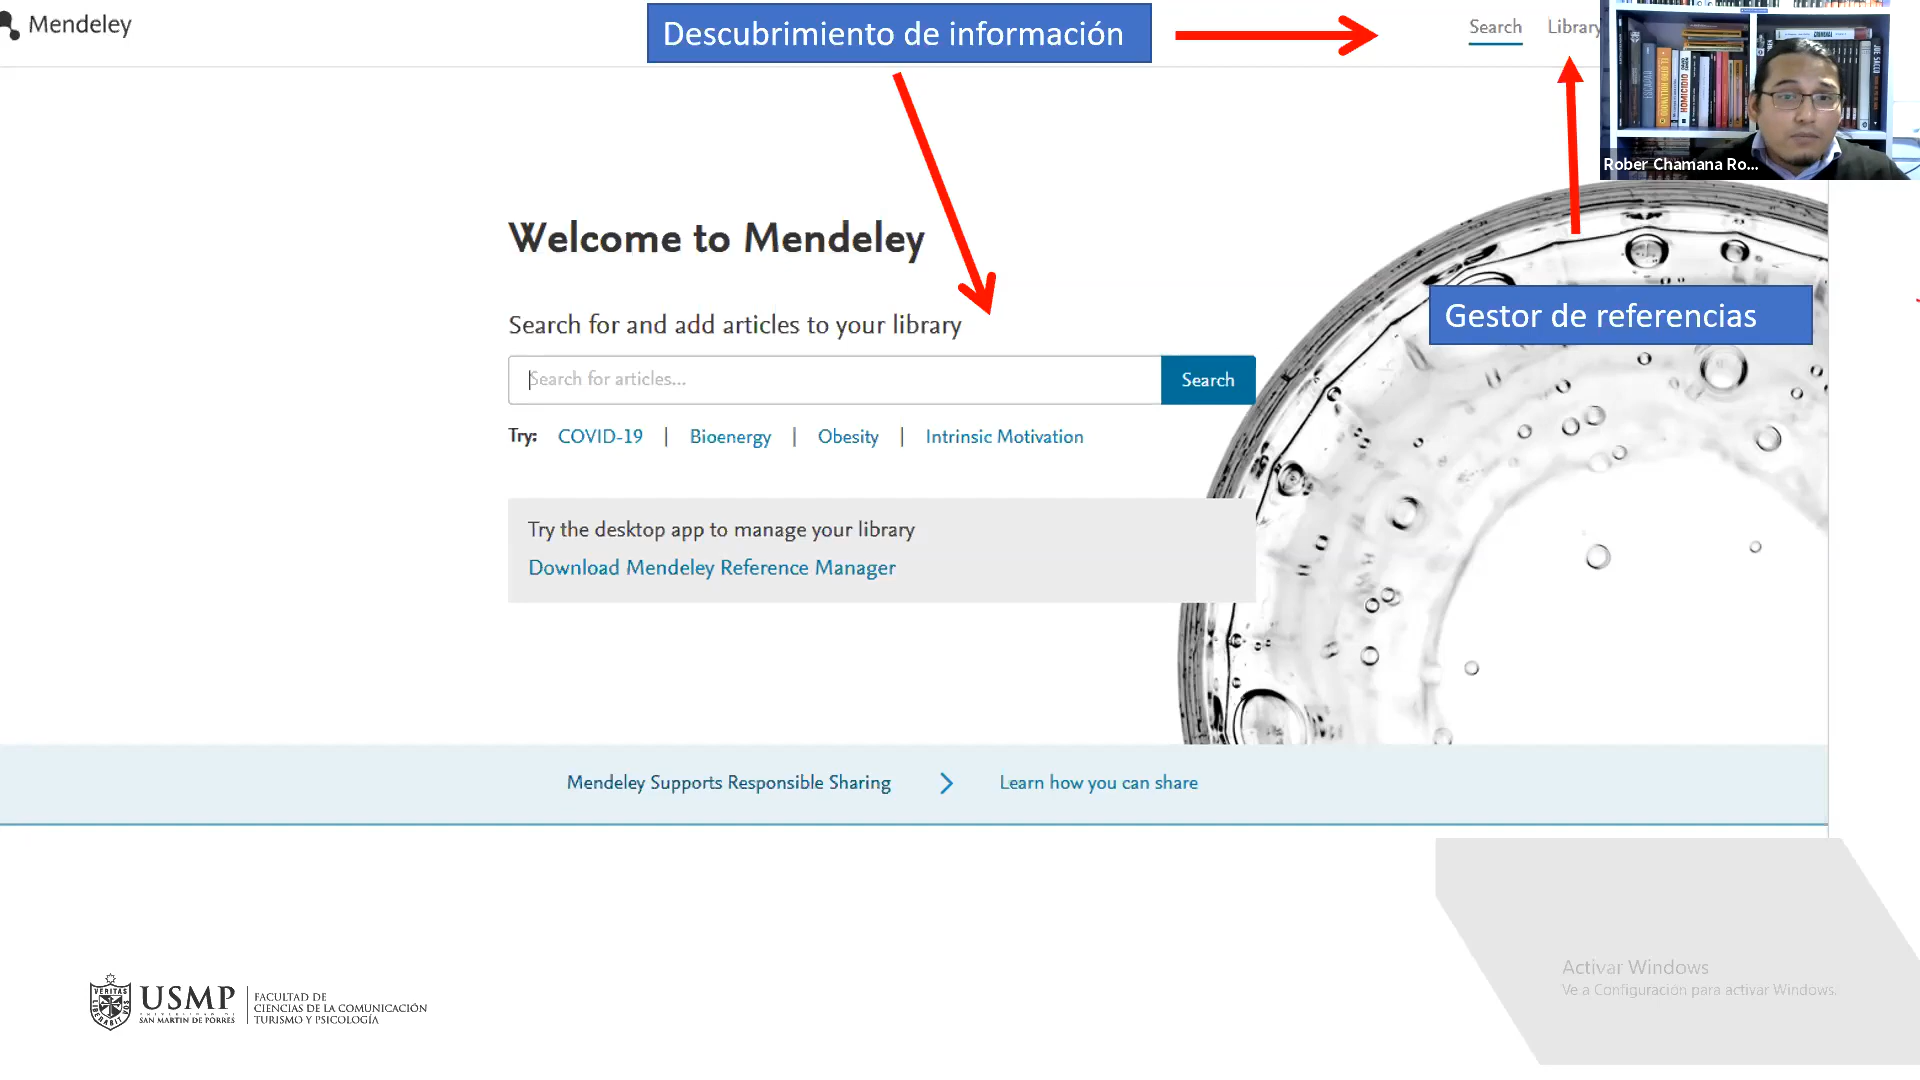 Mendeley
Descubrimiento de información
Search
Library
HOMICIDIO
Rober Chamana Ro...
Welcome to Mendeley
Search for and add articles to your library
Gestor de referencias
Search for articles...
Search
Try:
COVID-19 | Bioenergy | Obesity | Intrinsic Motivation
Try the desktop app to manage your library
Download Mendeley Reference Manager
Mendeley Supports Responsible Sharing
Learn how you can share
Activar Windows
Ve a Configuración para activar Windows.
VERITAS
USMP
SAN MARTIN DE PORRES
FACULTAD DE
CIENCIAS DE LA COMUNICACIÓN
TURISMO Y PSICOLOGÍA